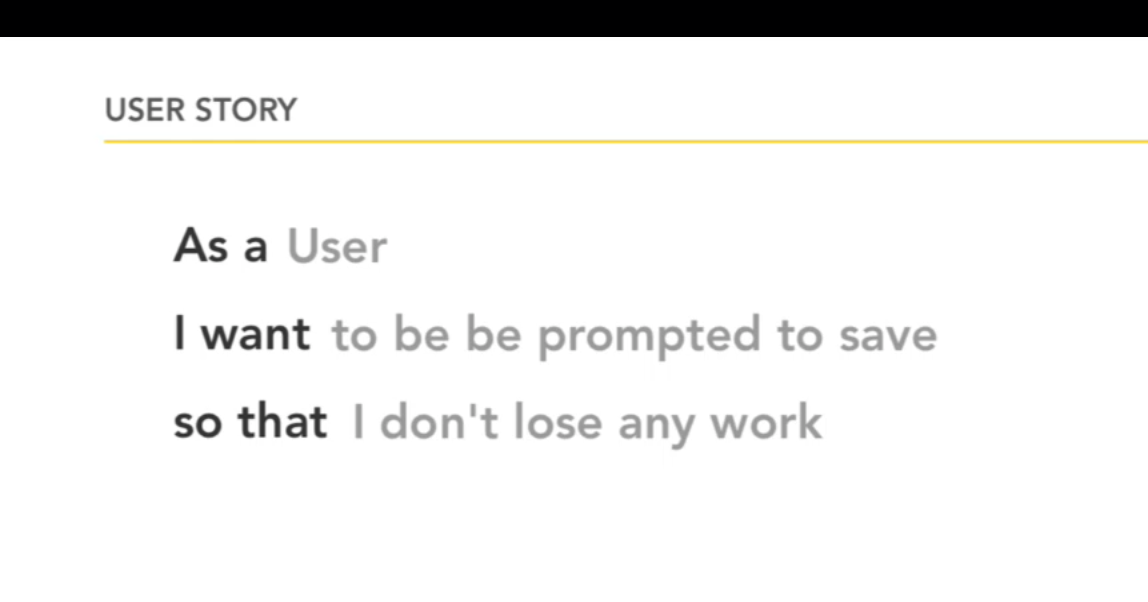 USER STORY
As a User
I want to be be prompted to save
so that I don't lose any work